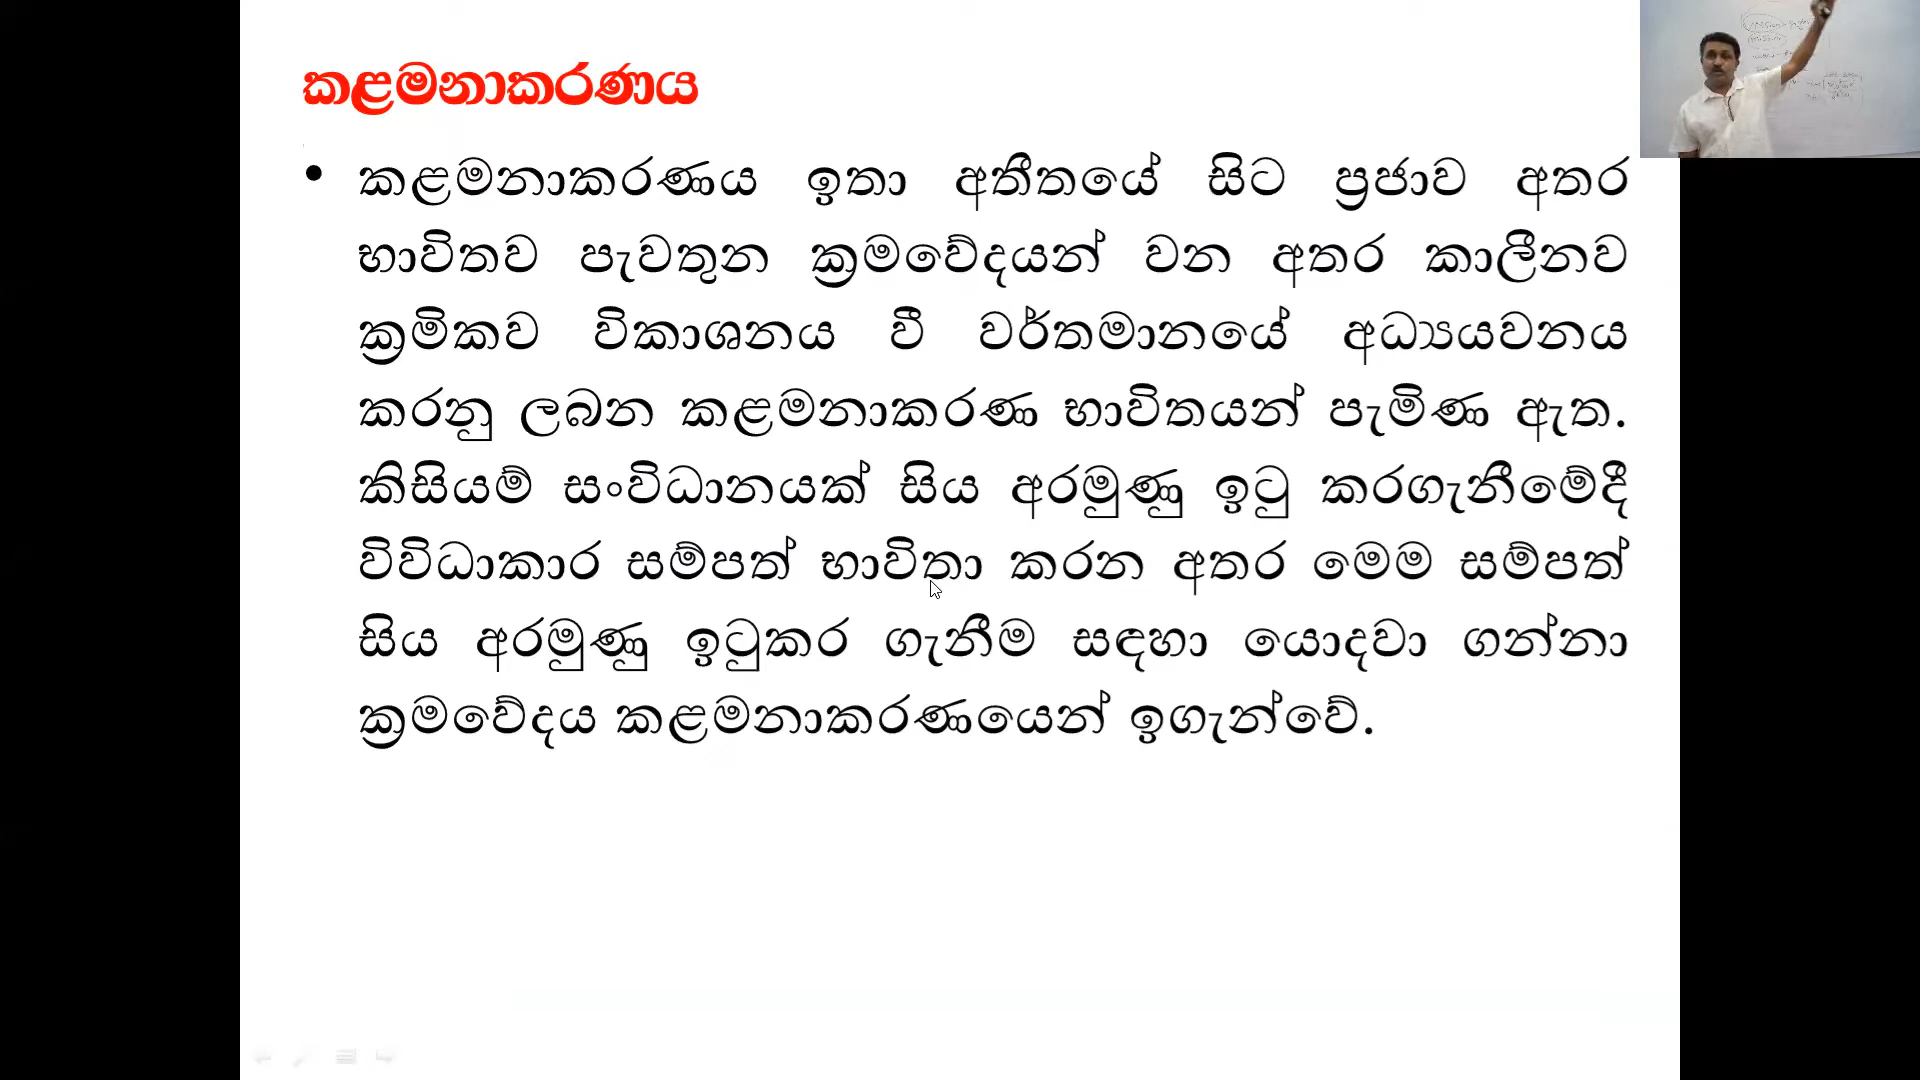 කළමනාකරණය
• කළමනාකරණය ඉතා අතීතයේ සිට ප්‍රජාව අතර
භාවිතව පැවතුන ක්‍රමවේදයන් වන අතර කාලීනව
ක්‍රමිකව විකාශනය වී වර්තමානයේ අධ්‍යයවනය
කරනු ලබන කළමනාකරණ භාවිතයන් පැමිණ ඇත.
කිසියම් සංවිධානයක් සිය අරමුණු ඉටු කරගැනීමේදී
විවිධාකාර සම්පත් භාවිතා කරන අතර මෙම සම්පත්
සිය අරමුණු ඉටුකර ගැනීම සඳහා යොදවා ගන්නා
ක්‍රමවේදය කළමනාකරණයෙන් ඉගැන්වේ.